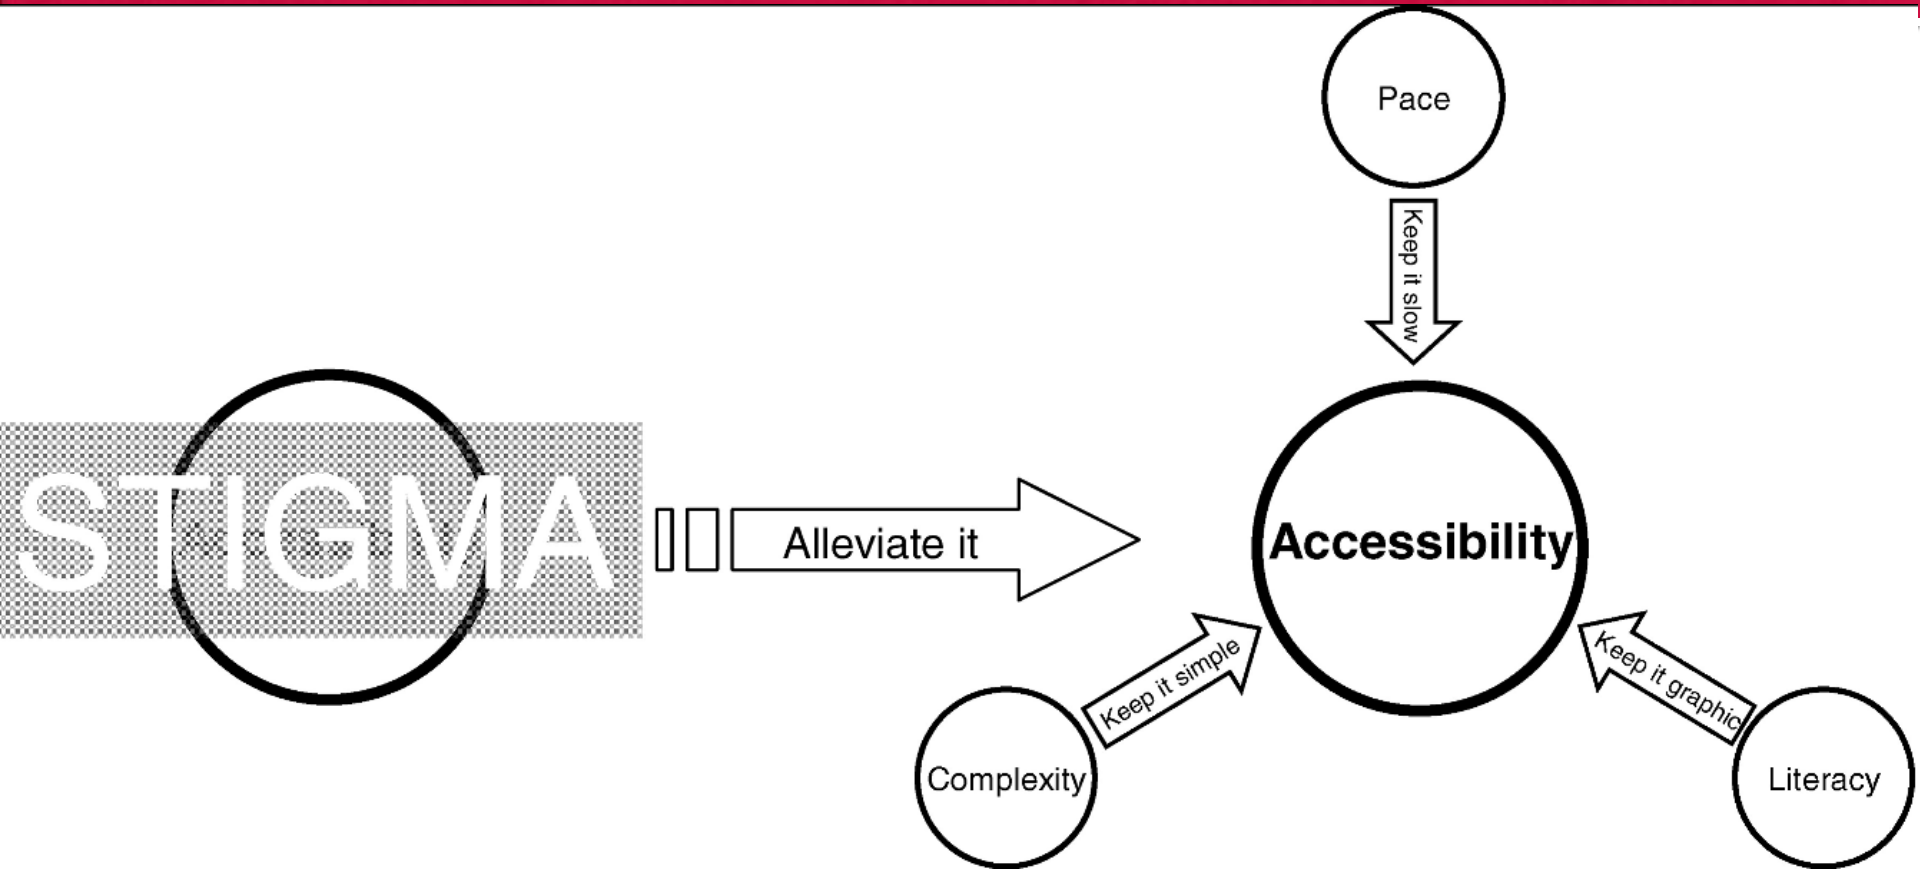 Pace
Keep it slow
STIGMA
Alleviate it
Accessibility
Keep it simple
Keep it graphic
Complexity
Literacy